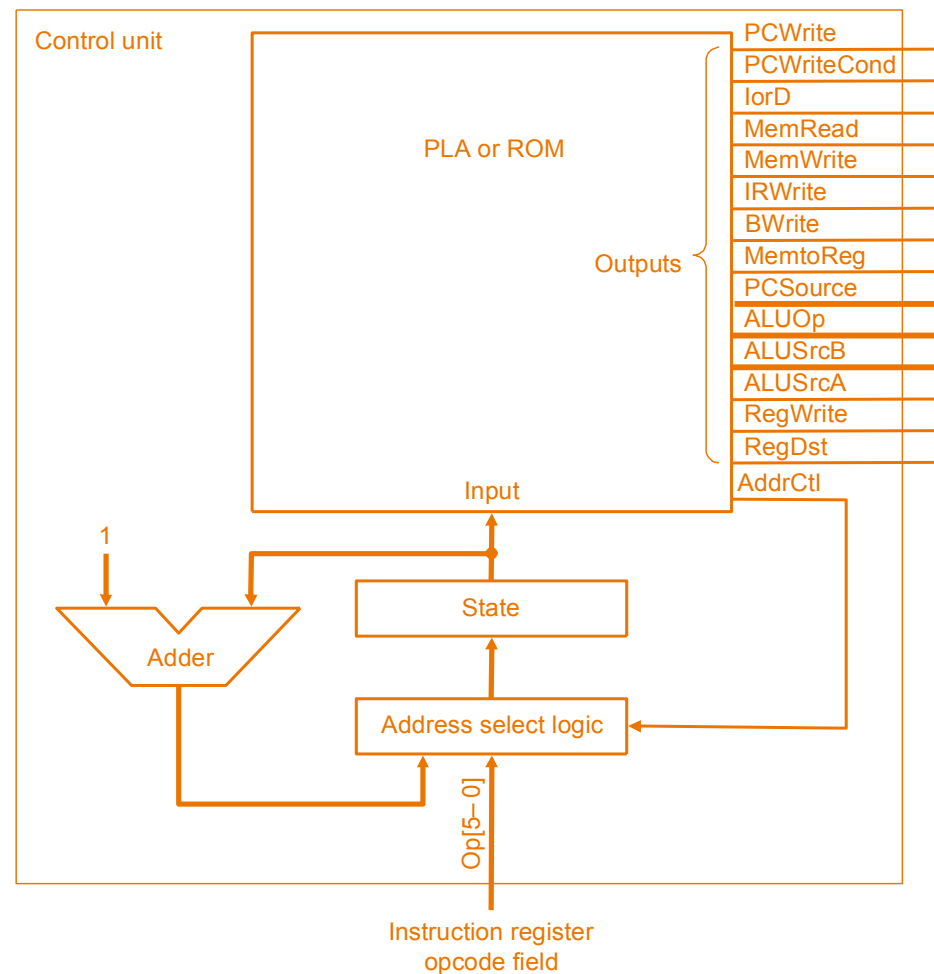 Control unit
PLA or ROM
Outputs
PCWrite
PCWriteCond
IorD
MemRead
MemWrite
IRWrite
BWrite
MemtoReg
PCSource
ALUOp
ALUSrcB
ALUSrcA
RegWrite
RegDst
AddrCtl
Input
1
State
Adder
Address select logic
Op[5– 0]
Instruction register
opcode field